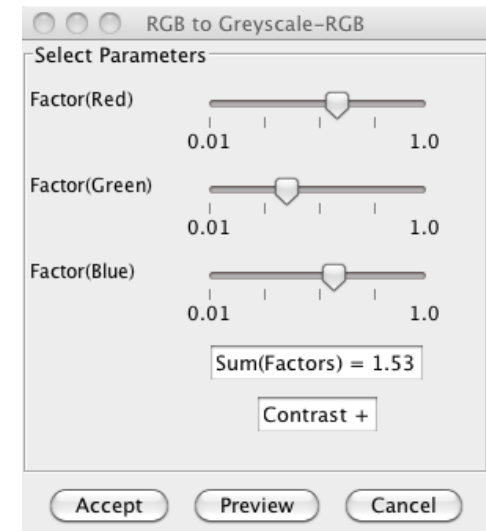 RGB to Greyscale-RGB
Select Parameters
Factor(Red)
0.01 1.0
Factor(Green)
0.01 1.0
Factor(Blue)
0.01 1.0
Sum(Factors) = 1.53
Contrast +
Accept Preview Cancel